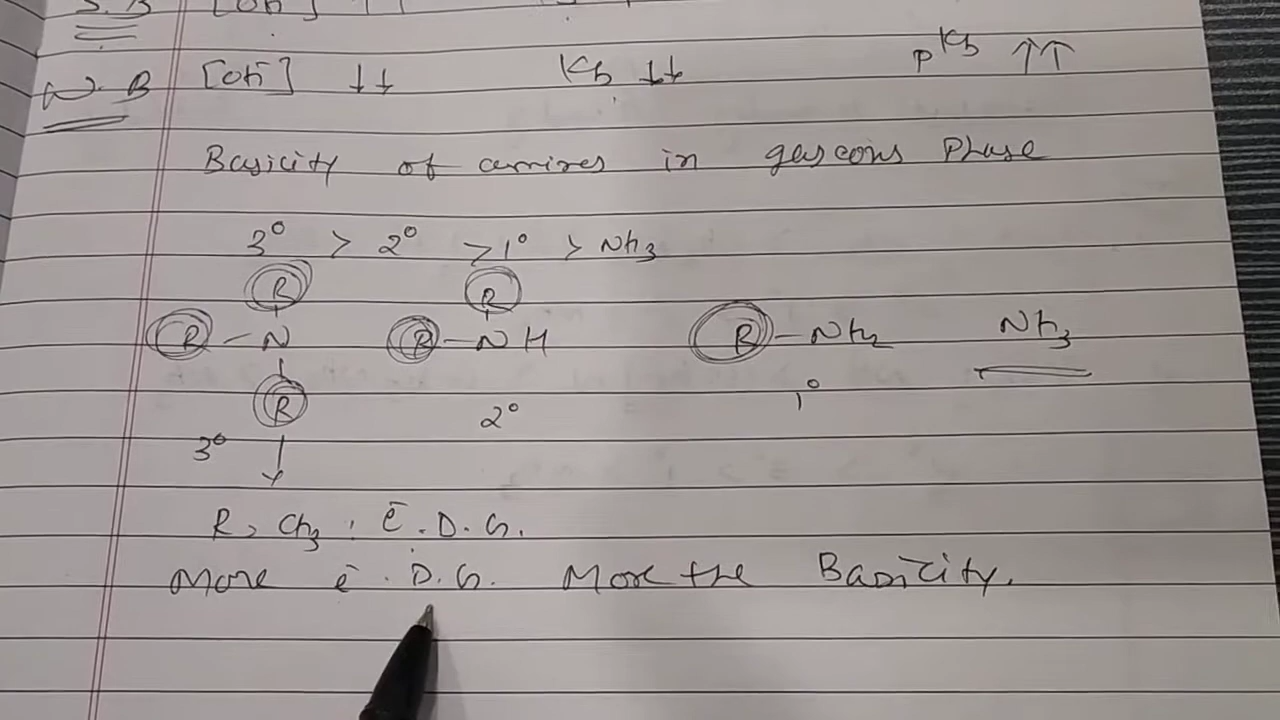 S.B [OH]
W.B [OH] ↓↓ Kb ↓↓ pKb ↑↑
Basicity of amines in gaseous Phase
3° > 2° > 1° > NH3
R R
R - N R - NH R - NH2 NH3
R 2° 1°
3°
R, CH3 : e̅.D.G.
More e̅.D.G. More the Basicity.